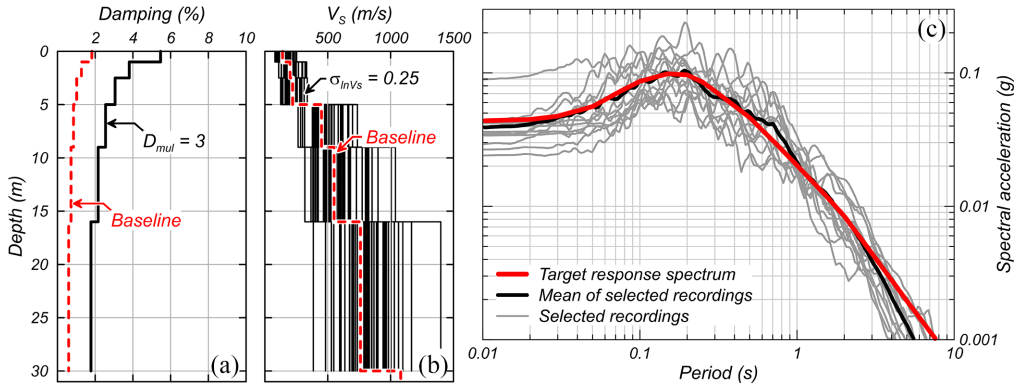 Damping (%)
2 4 6 8 10
0
5
10
15
20
25
30
Depth (m)
D_mul = 3
Baseline
(a)
V_S (m/s)
500 1000 1500
σ_lnVs = 0.25
Baseline
(b)
(c)
0.1
0.01
0.001
Spectral acceleration (g)
Target response spectrum
Mean of selected recordings
Selected recordings
0.01 0.1 1 10
Period (s)